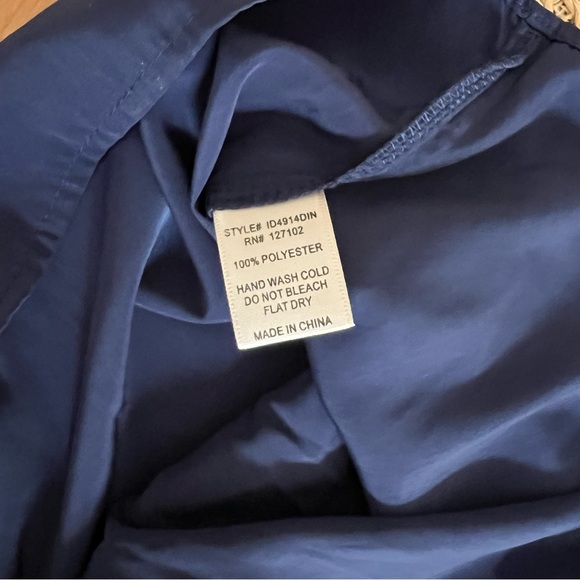 STYLE# ID4914DIN
RN# 127102
100% POLYESTER
HAND WASH COLD
DO NOT BLEACH
FLAT DRY
MADE IN CHINA